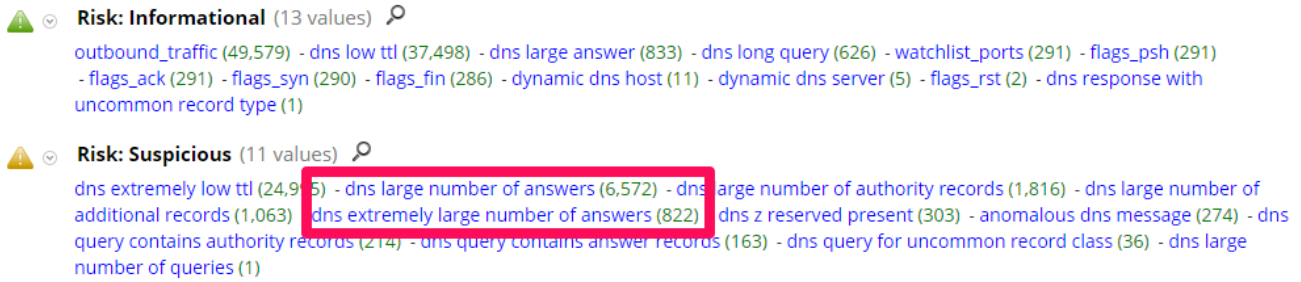 Risk: Informational (13 values)
outbound_traffic (49,579) - dns low ttl (37,498) - dns large answer (833) - dns long query (626) - watchlist_ports (291) - flags_psh (291)
- flags_ack (291) - flags_syn (290) - flags_fin (286) - dynamic dns host (11) - dynamic dns server (5) - flags_rst (2) - dns response with
uncommon record type (1)
Risk: Suspicious (11 values)
dns extremely low ttl (24,995) - dns large number of answers (6,572) - dns large number of authority records (1,816) - dns large number of
additional records (1,063) dns extremely large number of answers (822) dns z reserved present (303) - anomalous dns message (274) - dns
query contains authority records (214) - dns query contains answer records (163) - dns query for uncommon record class (36) - dns large
number of queries (1)